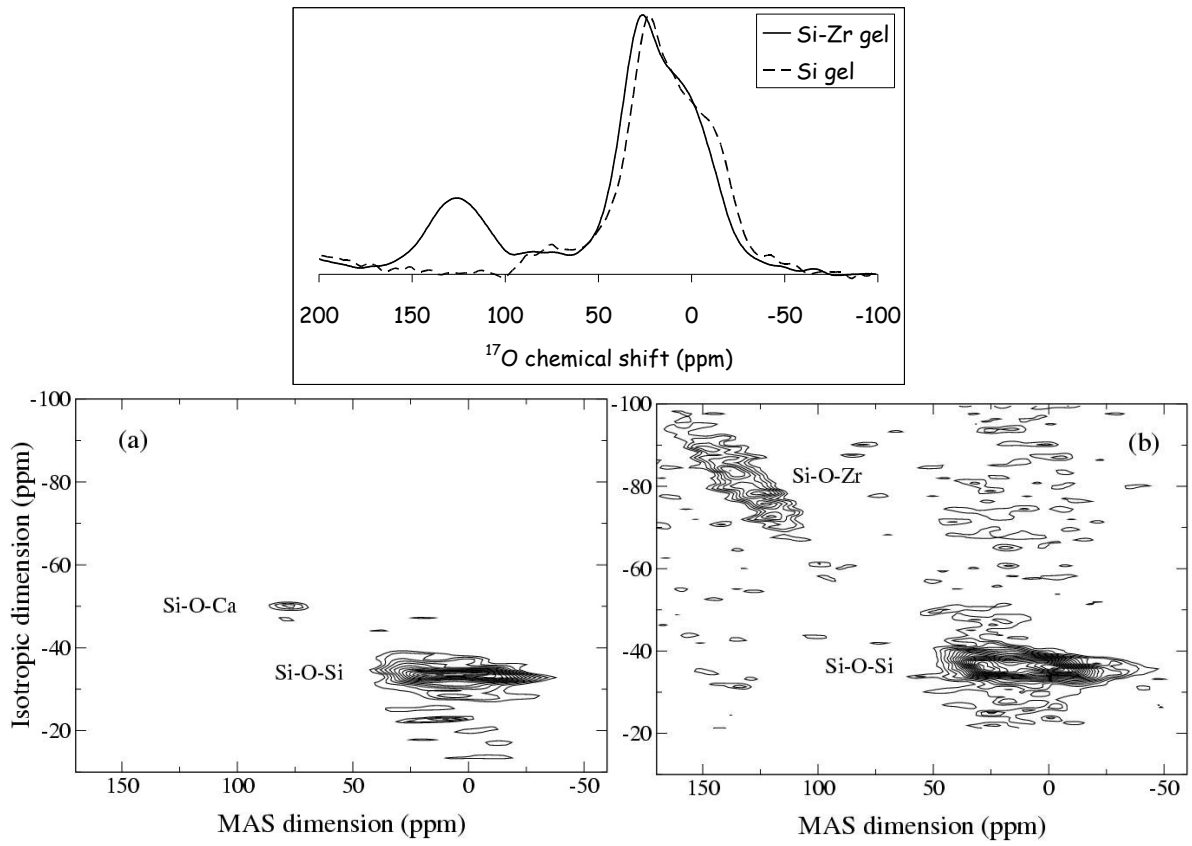 Si-Zr gel
Si gel
200 150 100 50 0 -50 -100
¹⁷O chemical shift (ppm)
(a)
-100
-80
-60
-40
-20
Isotropic dimension (ppm)
Si-O-Ca
Si-O-Si
150 100 50 0 -50
MAS dimension (ppm)
(b)
-100
-80
-60
-40
-20
Si-O-Zr
Si-O-Si
150 100 50 0 -50
MAS dimension (ppm)